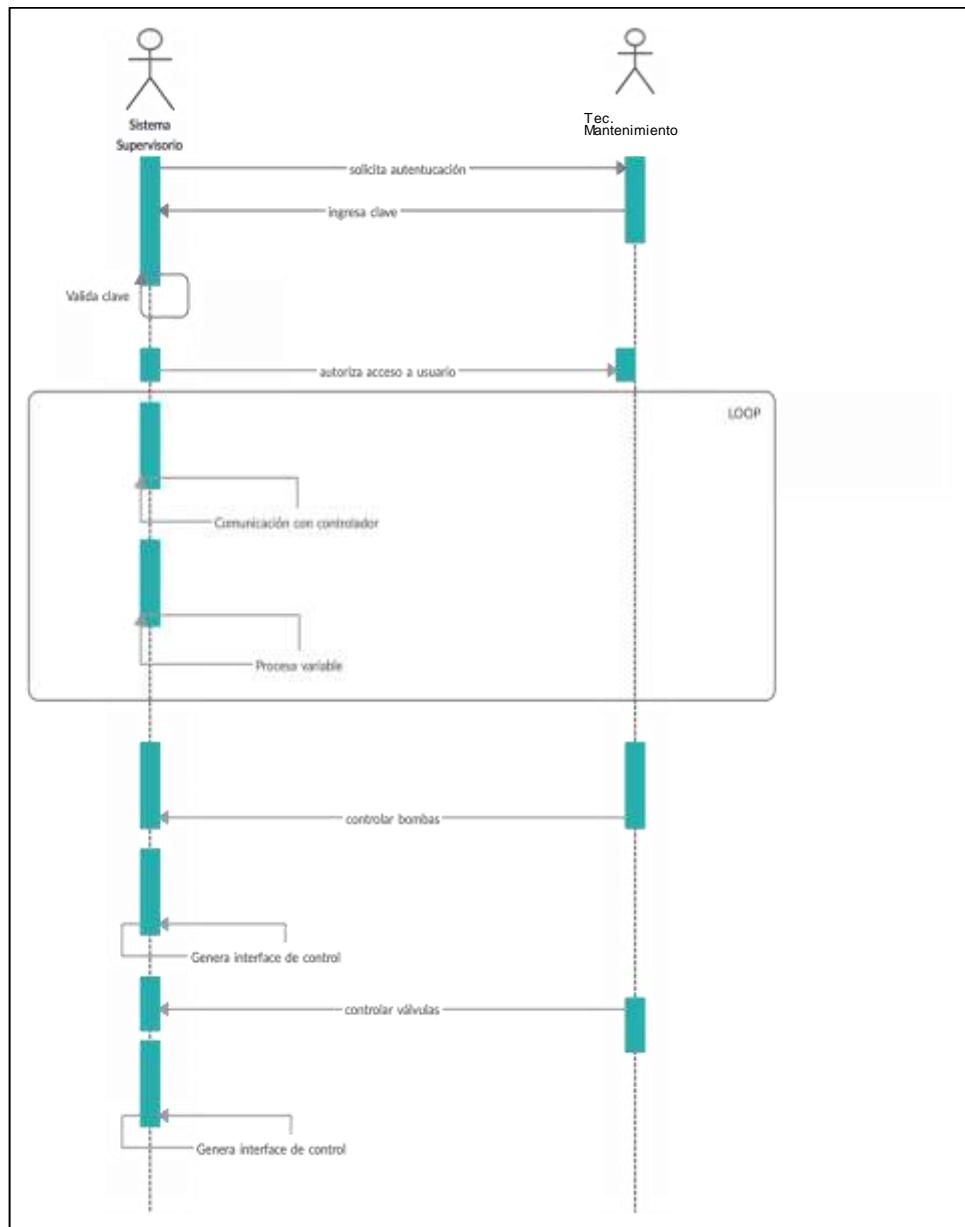 Sistema
Supervisorio
Tec.
Mantenimiento
solicita autentucación
ingresa clave
Valida clave
autoriza acceso a usuario
LOOP
Comunicación con controlador
Procesa variable
controlar bombas
Genera interface de control
controlar válvulas
Genera interface de control